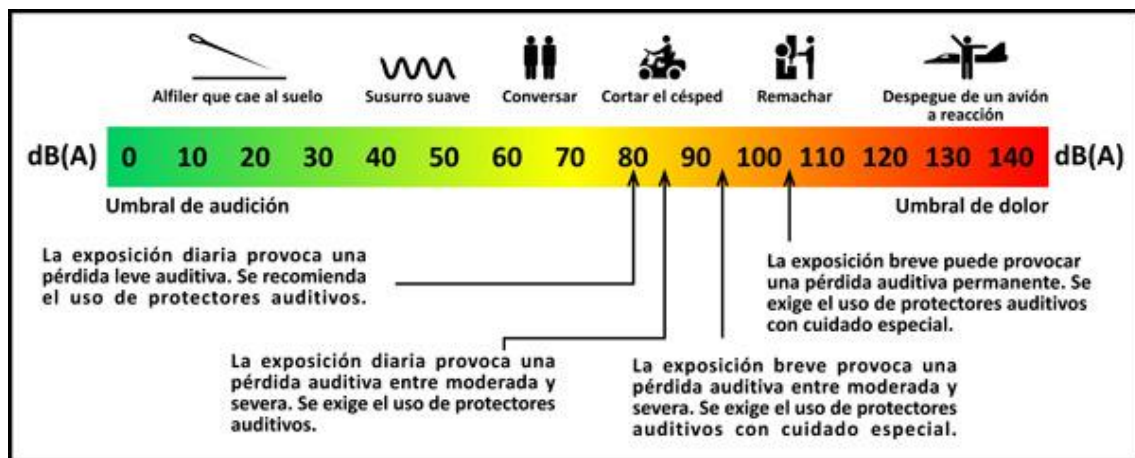 Alfiler que cae al suelo
Susurro suave
Conversar
Cortar el césped
Remachar
Despegue de un avión
a reacción
dB(A) 0 10 20 30 40 50 60 70 80 90 100 110 120 130 140 dB(A)
Umbral de audición
Umbral de dolor
La exposición diaria provoca una
pérdida leve auditiva. Se recomienda
el uso de protectores auditivos.
La exposición breve puede provocar
una pérdida auditiva permanente. Se
exige el uso de protectores auditivos
con cuidado especial.
La exposición diaria provoca una
pérdida auditiva entre moderada y
severa. Se exige el uso de protectores
auditivos.
La exposición breve provoca una
pérdida auditiva entre moderada y
severa. Se exige el uso de protectores
auditivos con cuidado especial.